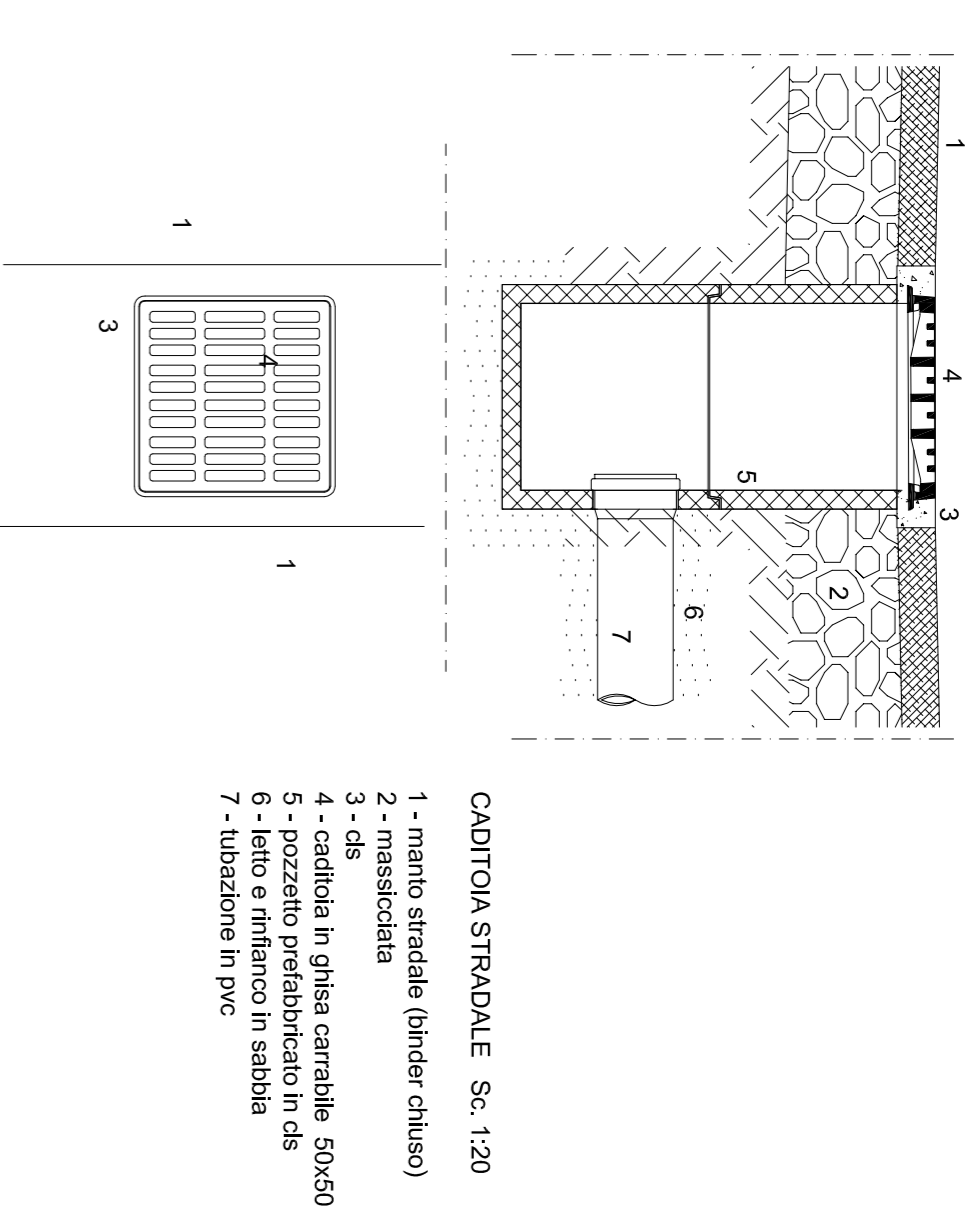 1
4
3
2
5
6
7
1
3
4
1
CADITOIA STRADALE Sc. 1:20
1 - manto stradale (binder chiuso)
2 - massicciata
3 - cls
4 - caditoia in ghisa carrabile 50x50
5 - pozzetto prefabbricato in cls
6 - letto e rinfianco in sabbia
7 - tubazione in pvc